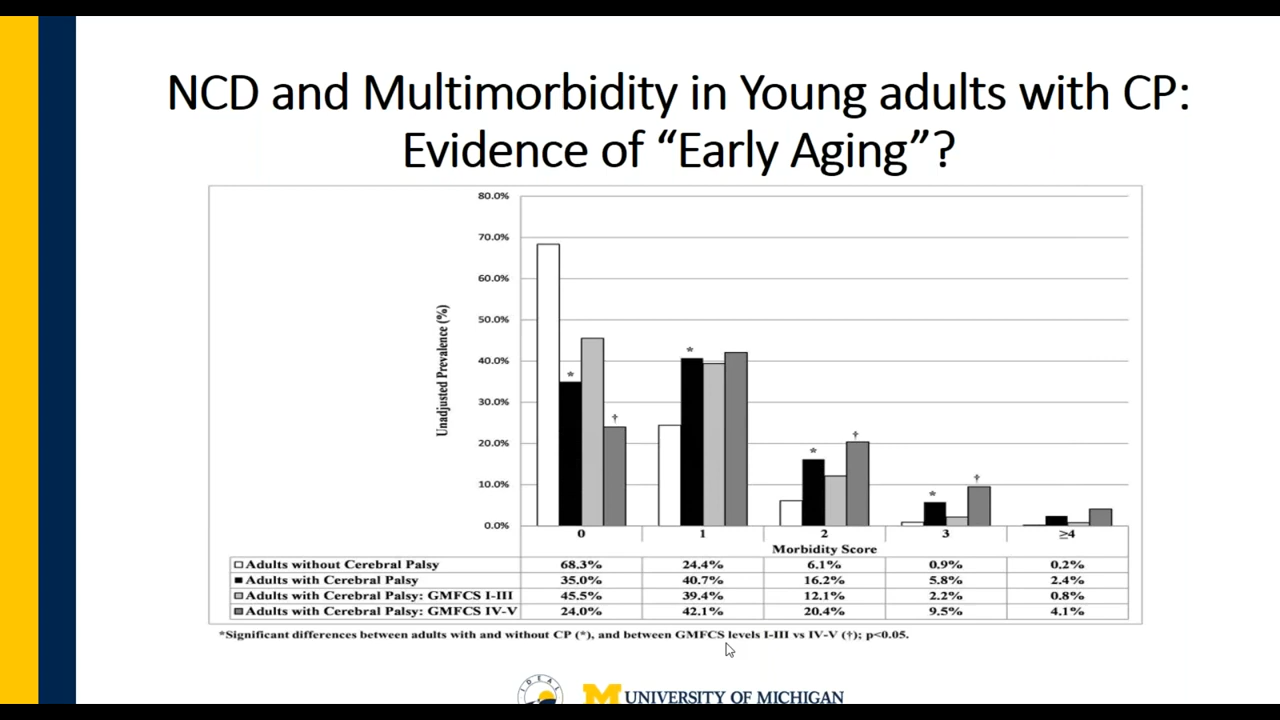 NCD and Multimorbidity in Young adults with CP:
Evidence of “Early Aging”?
80.0%
70.0%
60.0%
50.0%
40.0%
30.0%
20.0%
10.0%
0.0%
Unadjusted Prevalence (%)
* † * * † * †
0 1 2 3 ≥4
Morbidity Score
Adults without Cerebral Palsy 68.3% 24.4% 6.1% 0.9% 0.2%
Adults with Cerebral Palsy 35.0% 40.7% 16.2% 5.8% 2.4%
Adults with Cerebral Palsy: GMFCS I-III 45.5% 39.4% 12.1% 2.2% 0.8%
Adults with Cerebral Palsy: GMFCS IV-V 24.0% 42.1% 20.4% 9.5% 4.1%
*Significant differences between adults with and without CP (*), and between GMFCS levels I-III vs IV-V (†); p<0.05.
IDEAL
M UNIVERSITY OF MICHIGAN